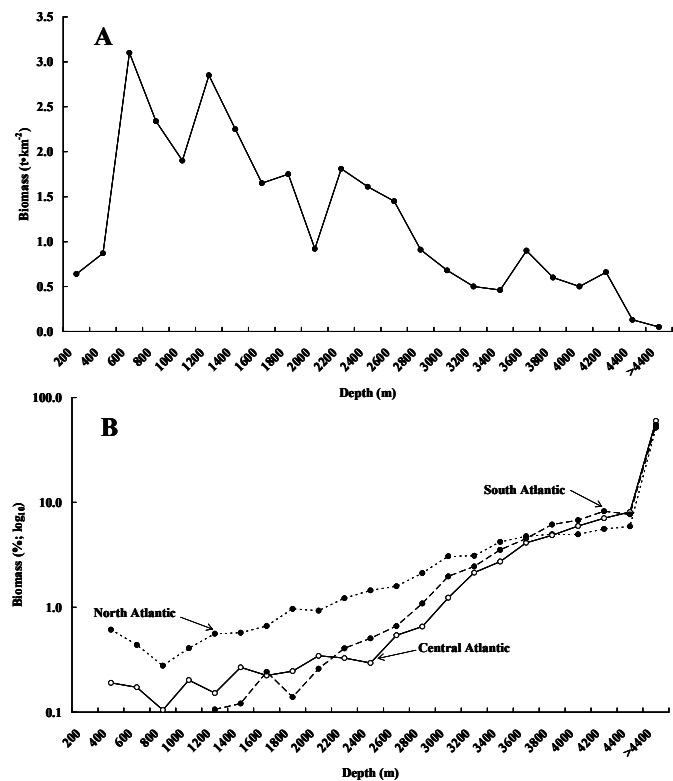 3.5
A
3.0
2.5
2.0
1.5
1.0
0.5
0.0
Biomass (t•km⁻²)
200 400 600 800 1000 1200 1400 1600 1800 2000 2200 2400 2600 2800 3000 3200 3400 3600 3800 4000 4200 4400 >4400
Depth (m)
100.0
B
10.0
1.0
0.1
Biomass (%; log₁₀)
South Atlantic
North Atlantic
Central Atlantic
200 400 600 800 1000 1200 1400 1600 1800 2000 2200 2400 2600 2800 3000 3200 3400 3600 3800 4000 4200 4400 >4400
Depth (m)